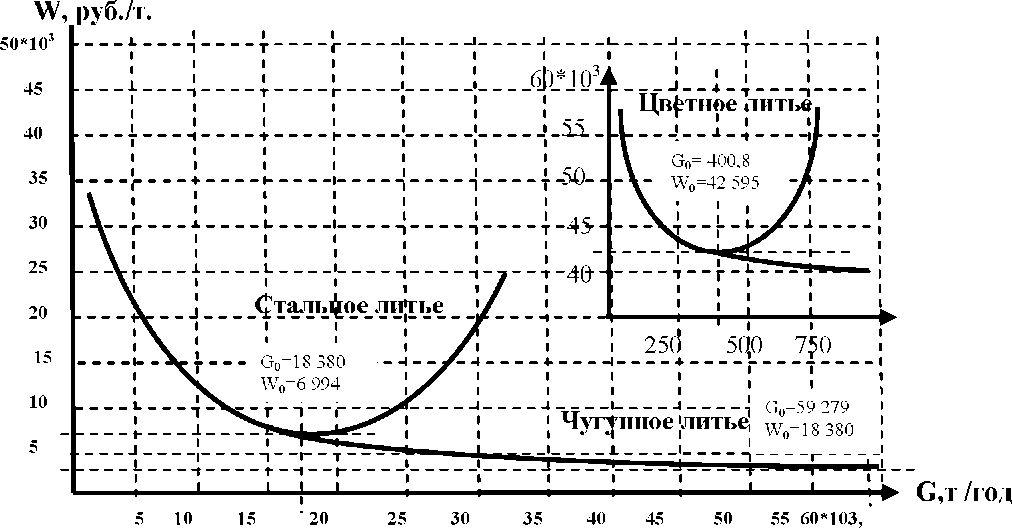 W, руб./т.
50*10³
45
40
35
30
25
20
15
10
5
Стальное литье
G₀=18 380
W₀=6 994
60*10³
Цветное литье
55
G₀= 400,8
50
W₀=42 595
45
40
250 500 750
Чугунное литье
G₀=59 279
W₀=18 380
G,т /год
5 10 20 25 30 35 40 45 55 60*103,